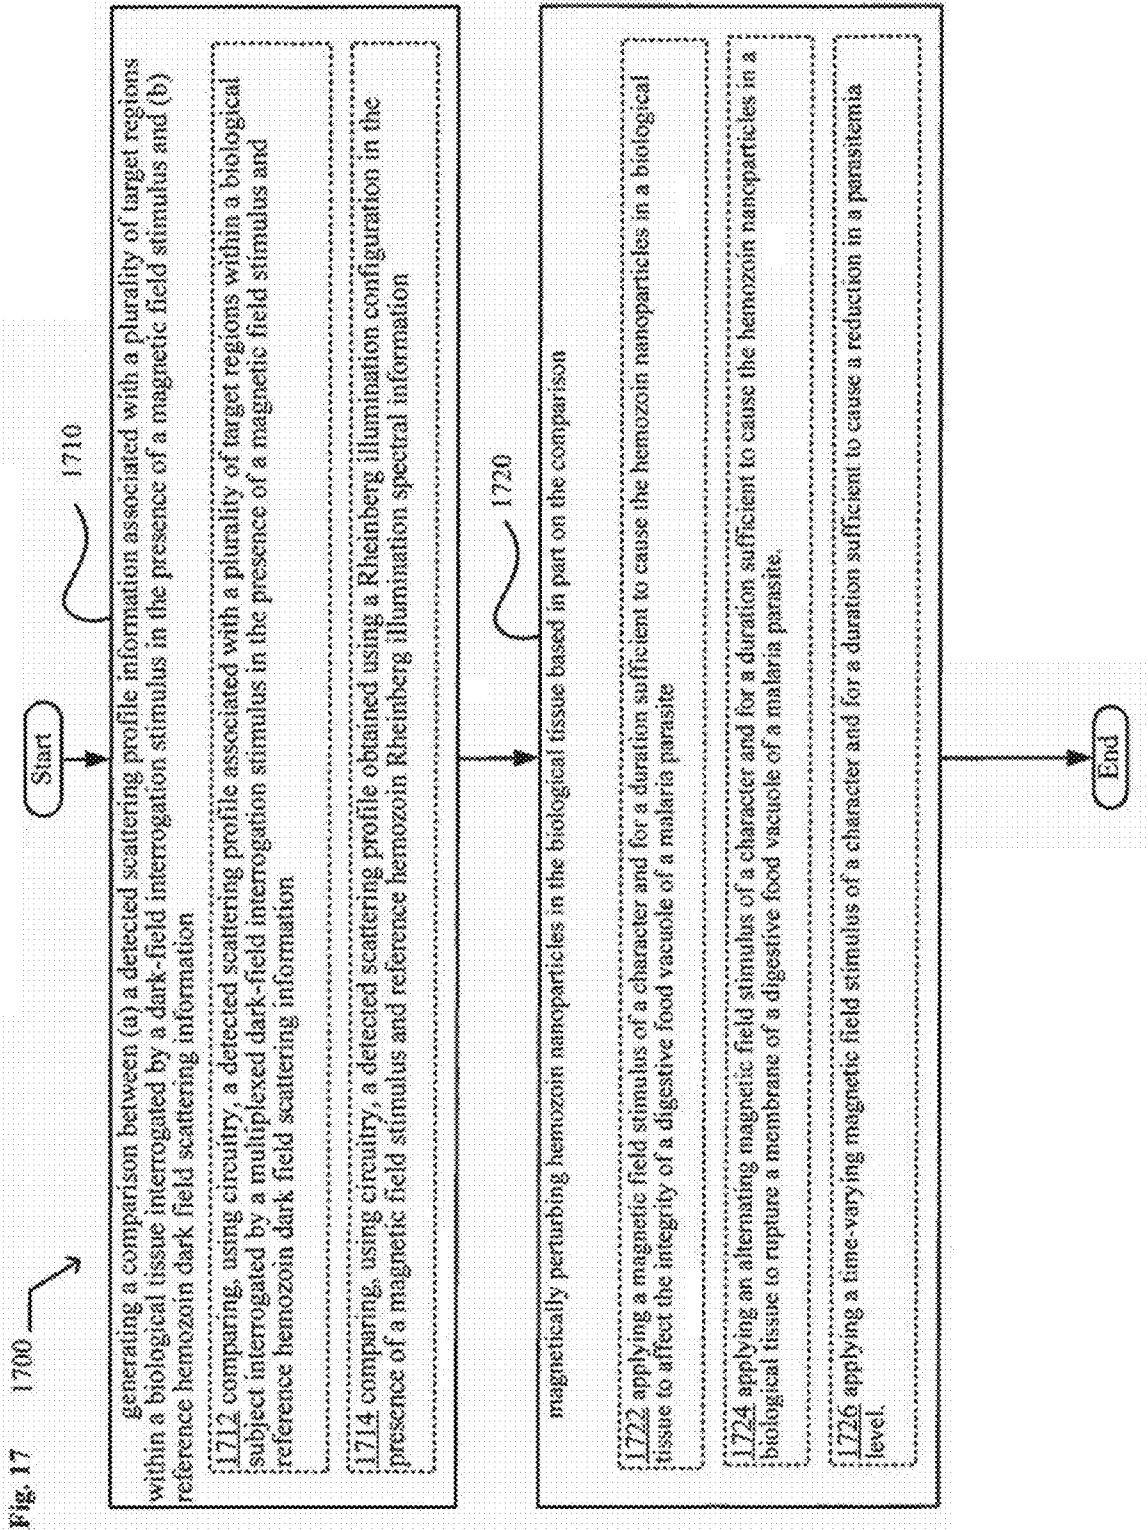 Fig. 17
1700
Start
1710
generating a comparison between (a) a detected scattering profile information associated with a plurality of target regions
within a biological tissue interrogated by a dark-field interrogation stimulus in the presence of a magnetic field stimulus and (b)
reference hemozoin dark field scattering information
1712 comparing, using circuitry, a detected scattering profile associated with a plurality of target regions within a biological
subject interrogated by a multiplexed dark-field interrogation stimulus in the presence of a magnetic field stimulus and
reference hemozoin dark field scattering information
1714 comparing, using circuitry, a detected scattering profile obtained using a Rheinberg illumination configuration in the
presence of a magnetic field stimulus and reference hemozoin Rheinberg illumination spectral information
1720
magnetically perturbing hemozoin nanoparticles in the biological tissue based in part on the comparison
1722 applying a magnetic field stimulus of a character and for a duration sufficient to cause the hemozoin nanoparticles in a biological
tissue to affect the integrity of a digestive food vacuole of a malaria parasite
1724 applying an alternating magnetic field stimulus of a character and for a duration sufficient to cause the hemozoin nanoparticles in a
biological tissue to rupture a membrane of a digestive food vacuole of a malaria parasite.
1726 applying a time-varying magnetic field stimulus of a character and for a duration sufficient to cause a reduction in a parasitemia
level.
End